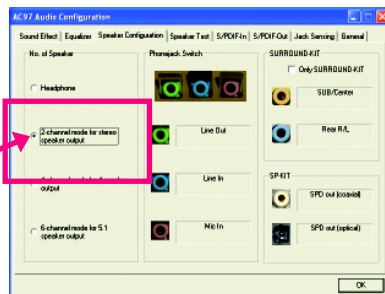 AC97 Audio Configuration
Sound Effect | Equalizer | Speaker Configuration | Speaker Test | S/PDIF-In | S/PDIF-Out | Jack Sensing | General
No. of Speaker
Headphone
2-channel mode for stereo
speaker output
output
6-channel mode for 5.1
speaker output
Phonejack Switch
Line Out
Line In
Mic In
SURROUND-KIT
Only SURROUND-KIT
SUB/Center
Rear R/L
SP-KIT
SPD out (coaxial)
SPD out (optical)
OK